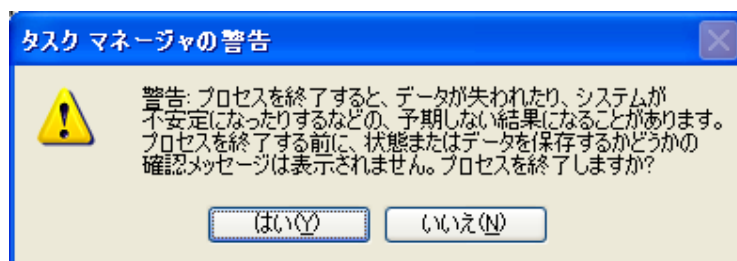 タスク マネージャの警告
警告: プロセスを終了すると、データが失われたり、システムが
不安定になったりするなどの、予期しない結果になることがあります。
プロセスを終了する前に、状態またはデータを保存するかどうかの
確認メッセージは表示されません。プロセスを終了しますか?
はい(Y)
いいえ(N)